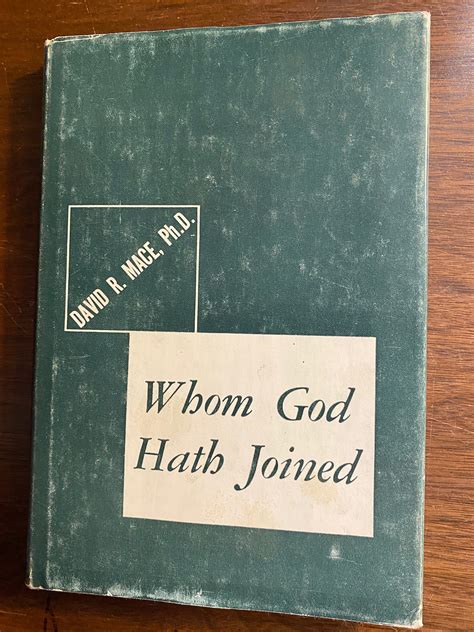 DAVID R. MACE, Ph.D.
Whom God
Hath Joined